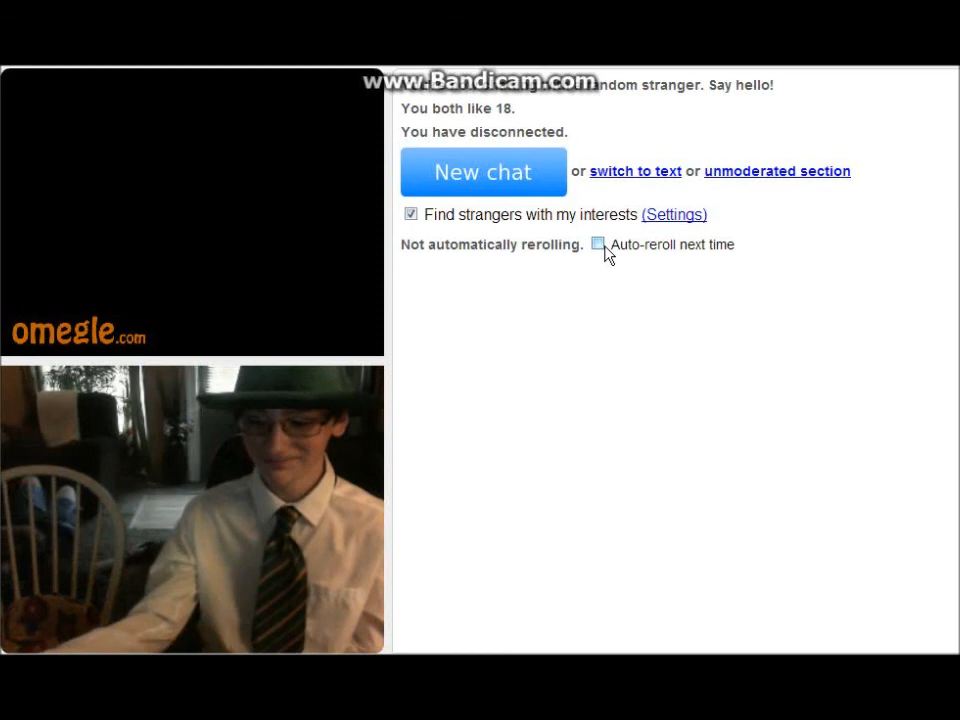 www.Bandicam.com
random stranger. Say hello!
You both like 18.
You have disconnected.
New chat or switch to text or unmoderated section
Find strangers with my interests (Settings)
Not automatically rerolling. Auto-reroll next time
omegle.com